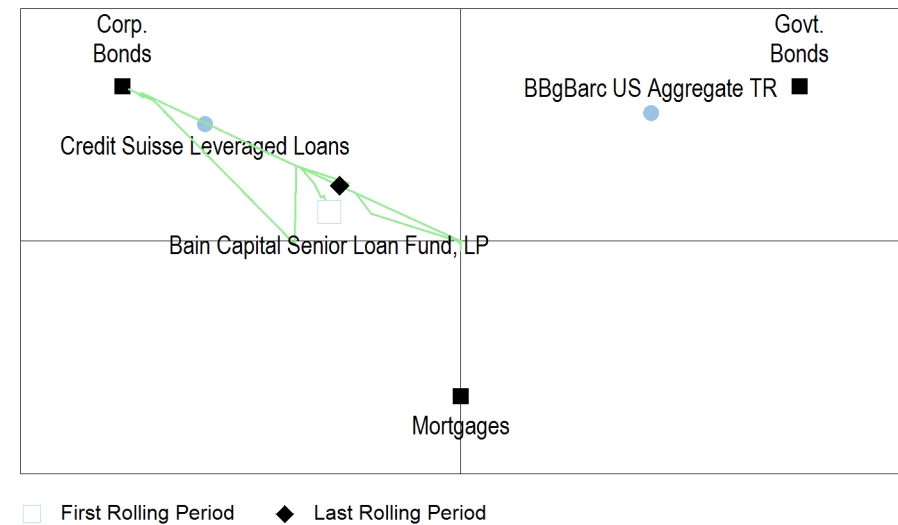 Corp.
Bonds
Govt.
Bonds
BBgBarc US Aggregate TR
Credit Suisse Leveraged Loans
Bain Capital Senior Loan Fund, LP
Mortgages
First Rolling Period
Last Rolling Period